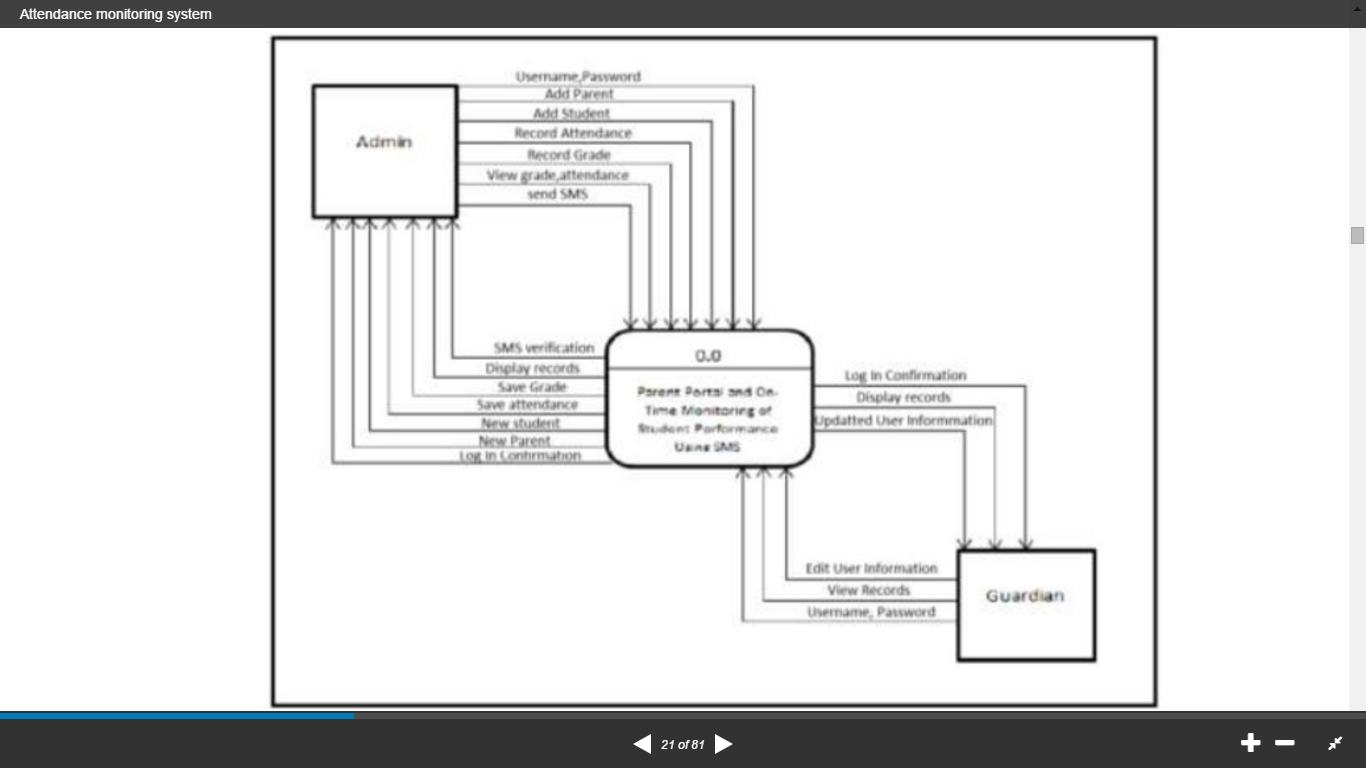 Attendance monitoring system
Username,Password
Add Parent
Add Student
Record Attendance
Record Grade
View grade,attendance
send SMS
Admin
SMS verification
Display records
Save Grade
Save attendance
New student
New Parent
Log In Confirmation
0.0
Parent Portal and On-
Time Monitoring of
Student Performance
Using SMS
Log In Confirmation
Display records
Updatted User Informmation
Edit User Information
View Records
Username, Password
Guardian
21 of 81